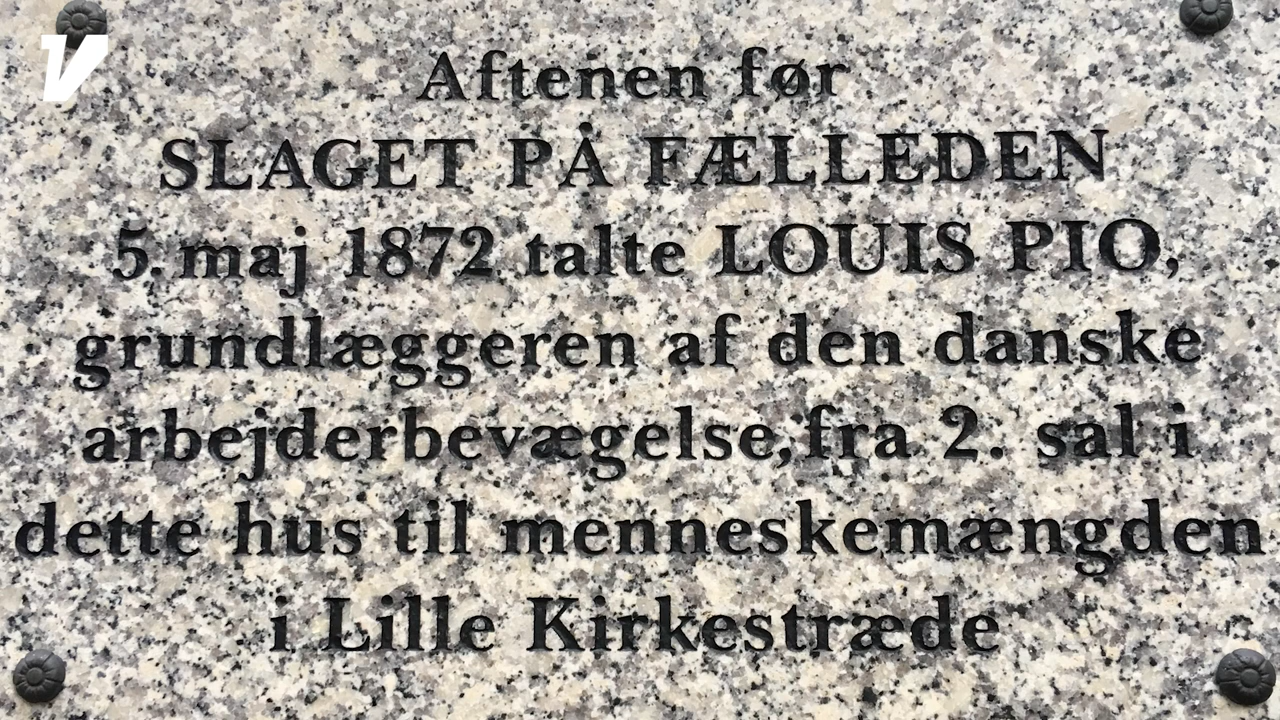 V
Aftenen før
SLAGET PÅ FÆLLEDEN
5. maj 1872 talte LOUIS PIO,
grundlæggeren af den danske
arbejderbevægelse, fra 2. sal i
dette hus til menneskemængden
i Lille Kirkestræde